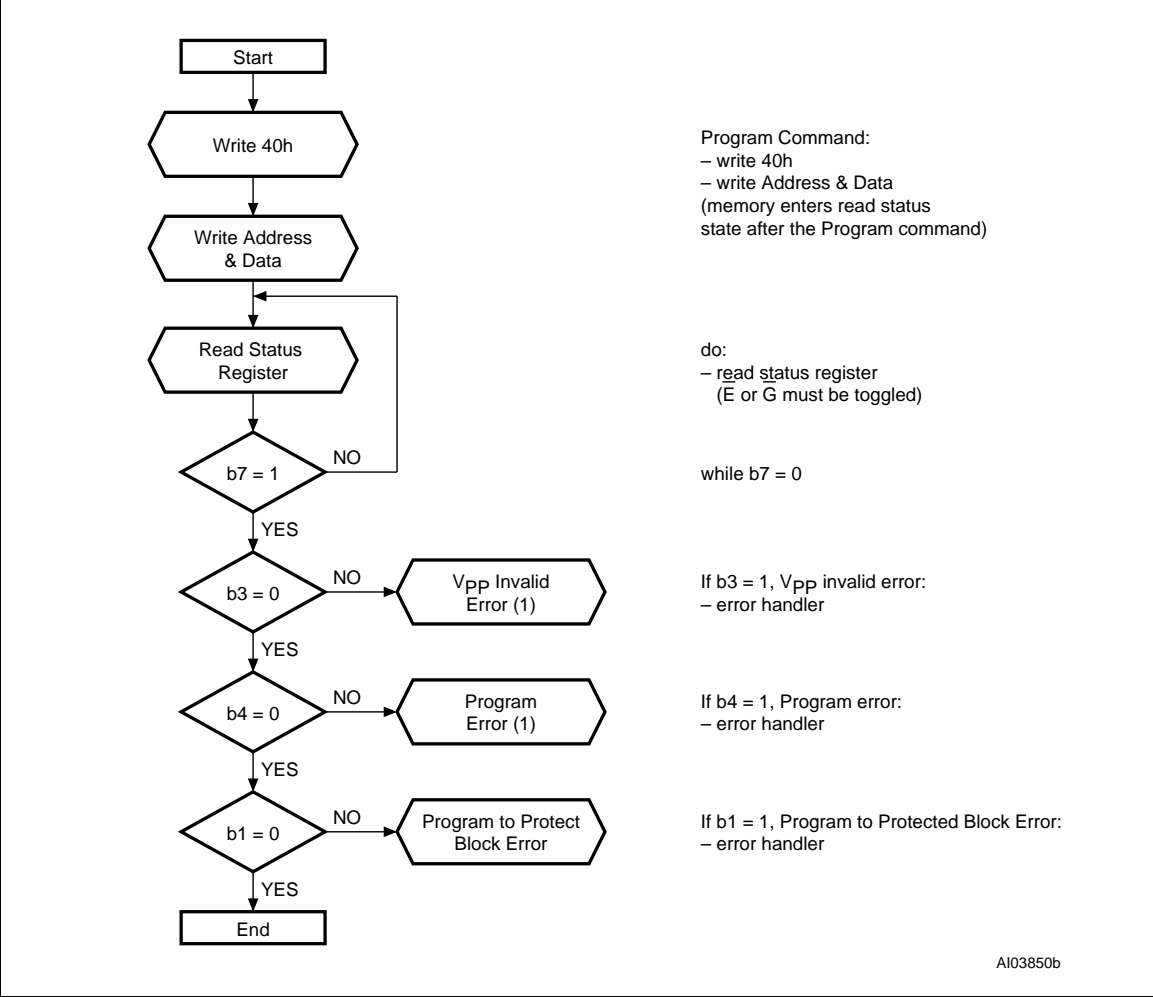 Start
Write 40h
Program Command:
– write 40h
– write Address & Data
(memory enters read status
state after the Program command)
Write Address
& Data
Read Status
Register
do:
– read status register
(E̅ or G̅ must be toggled)
b7 = 1
NO
while b7 = 0
YES
b3 = 0
NO
VPP Invalid
Error (1)
If b3 = 1, VPP invalid error:
– error handler
YES
b4 = 0
NO
Program
Error (1)
If b4 = 1, Program error:
– error handler
YES
b1 = 0
NO
Program to Protect
Block Error
If b1 = 1, Program to Protected Block Error:
– error handler
YES
End
AI03850b